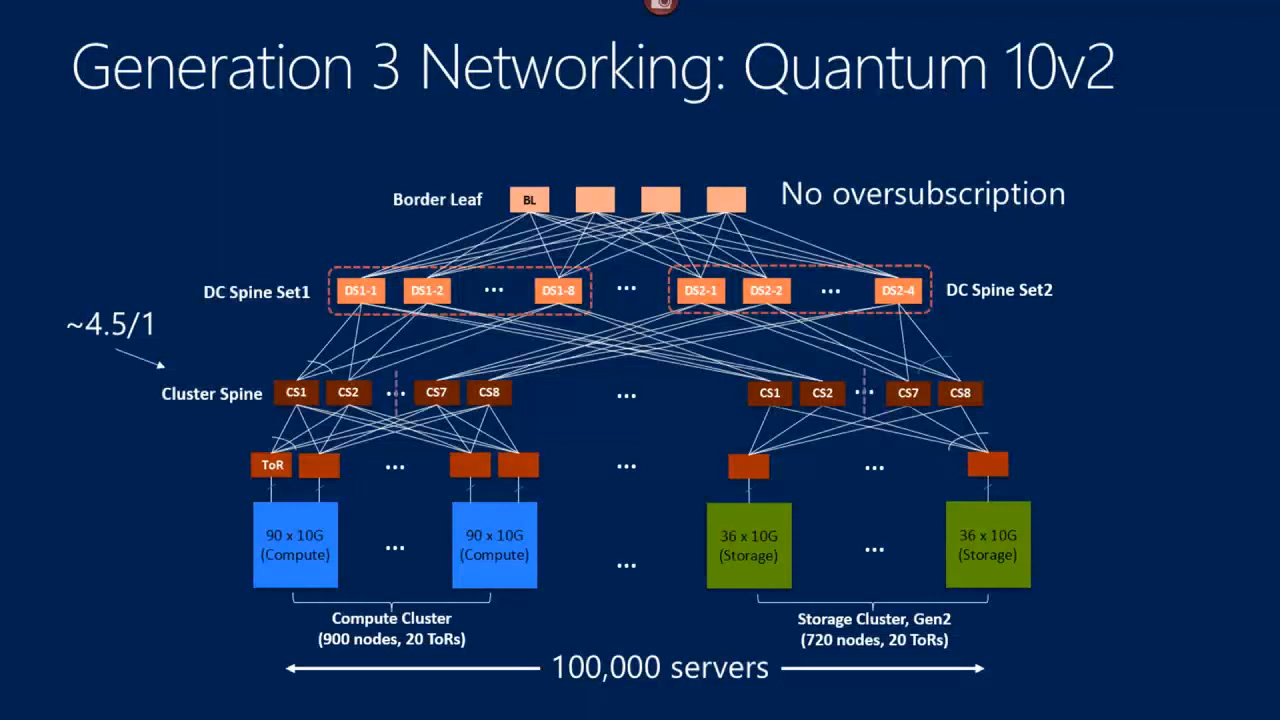 Generation 3 Networking: Quantum 10v2
Border Leaf
BL
No oversubscription
DC Spine Set1
DS1-1
DS1-2
...
DS1-8
...
DS2-1
DS2-2
...
DS2-4
DC Spine Set2
~4.5/1
Cluster Spine
CS1
CS2
...
CS7
CS8
...
CS1
CS2
...
CS7
CS8
ToR
...
...
...
90 x 10G
(Compute)
...
90 x 10G
(Compute)
...
36 x 10G
(Storage)
...
36 x 10G
(Storage)
Compute Cluster
(900 nodes, 20 ToRs)
Storage Cluster, Gen2
(720 nodes, 20 ToRs)
100,000 servers